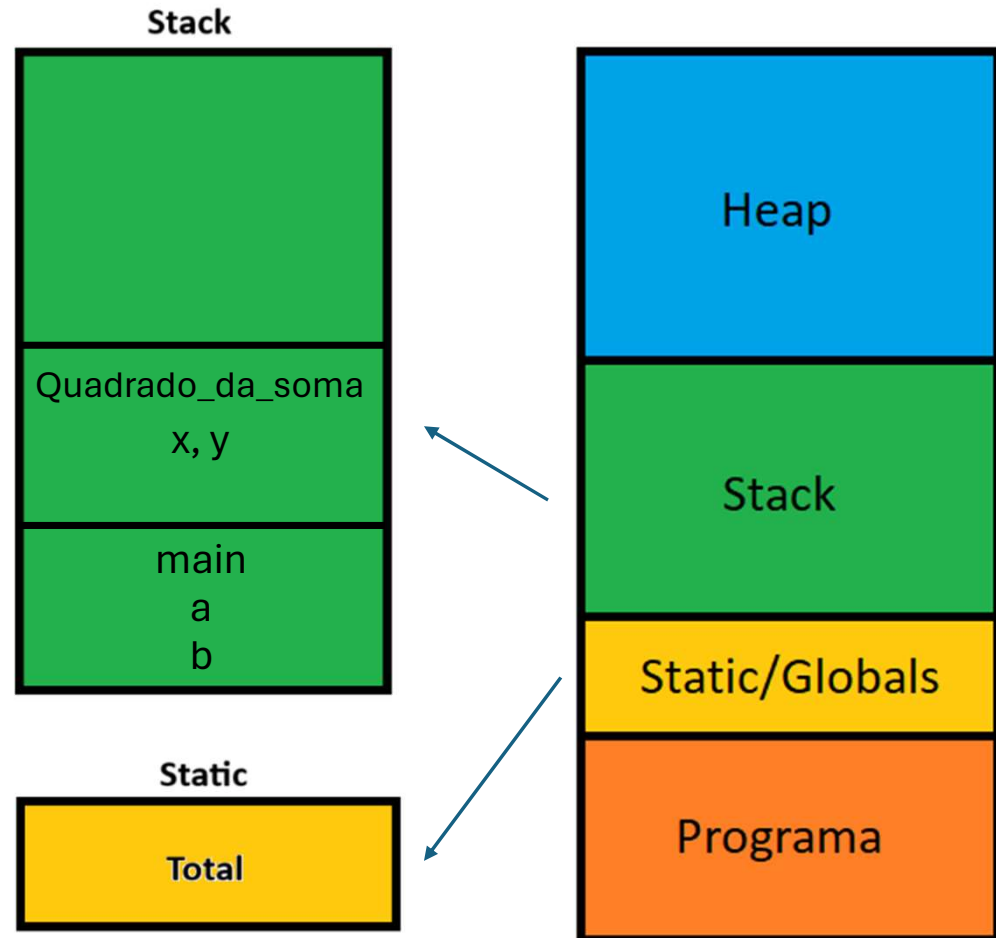 Stack
Quadrado_da_soma
x, y
main
a
b
Static
Total
Heap
Stack
Static/Globals
Programa